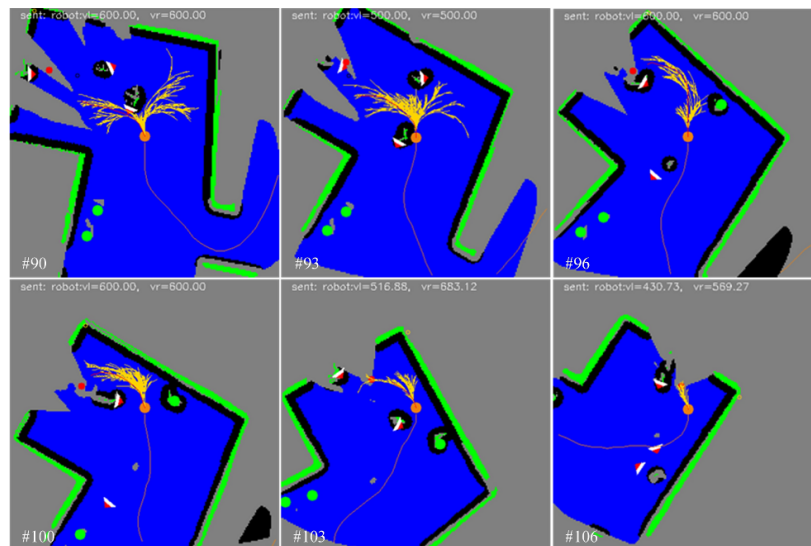 sent: robot:vl=600.00, vr=600.00
sent: robot:vl=500.00, vr=500.00
sent: robot:vl=600.00, vr=600.00
#90
#93
#96
sent: robot:vl=600.00, vr=600.00
sent: robot:vl=516.88, vr=683.12
sent: robot:vl=430.73, vr=569.27
#100
#103
#106